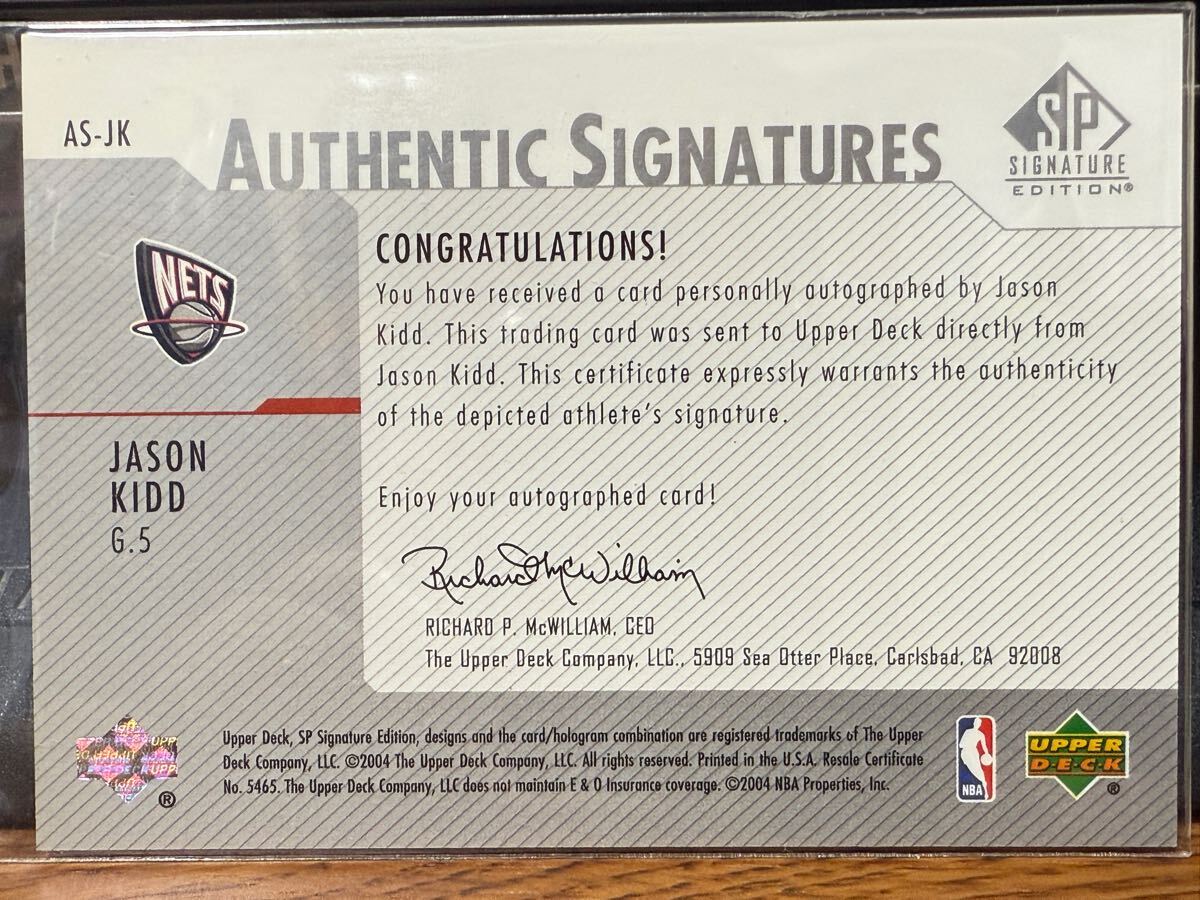 AS-JK
AUTHENTIC SIGNATURES
SP
SIGNATURE
EDITION®
NETS
CONGRATULATIONS!
You have received a card personally autographed by Jason
Kidd. This trading card was sent to Upper Deck directly from
Jason Kidd. This certificate expressly warrants the authenticity
of the depicted athlete's signature.
JASON
KIDD
G.5
Enjoy your autographed card!
Richard McWilliam
RICHARD P. McWILLIAM, CEO
The Upper Deck Company, LLC., 5909 Sea Otter Place, Carlsbad, CA 92008
Upper Deck, SP Signature Edition, designs and the card/hologram combination are registered trademarks of The Upper
Deck Company, LLC. ©2004 The Upper Deck Company, LLC. All rights reserved. Printed in the U.S.A. Resale Certificate
No. 5465. The Upper Deck Company, LLC does not maintain E & O Insurance coverage. ©2004 NBA Properties, Inc.
®
NBA
UPPER
DECK
®